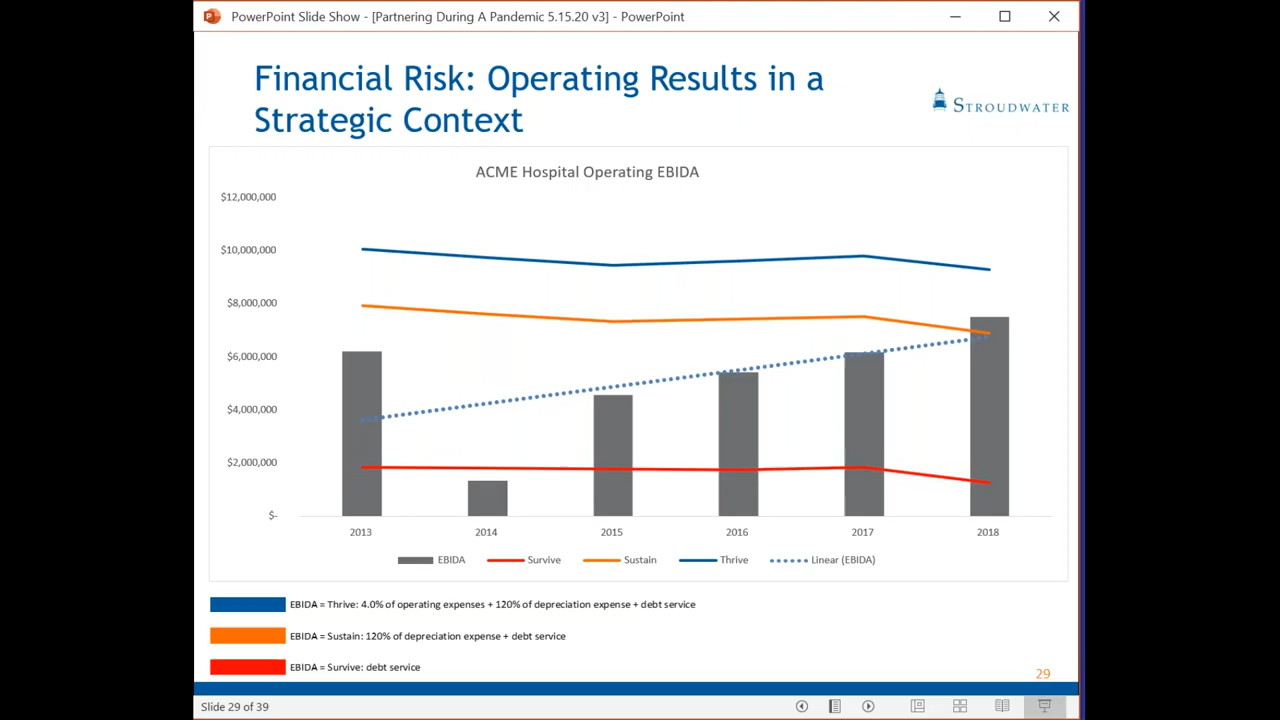 PowerPoint Slide Show - [Partnering During A Pandemic 5.15.20 v3] - PowerPoint
Financial Risk: Operating Results in a
Strategic Context
STROUDWATER
ACME Hospital Operating EBIDA
$12,000,000
$10,000,000
$8,000,000
$6,000,000
$4,000,000
$2,000,000
$-
2013 2014 2015 2016 2017 2018
EBIDA Survive Sustain Thrive Linear (EBIDA)
EBIDA = Thrive: 4.0% of operating expenses + 120% of depreciation expense + debt service
EBIDA = Sustain: 120% of depreciation expense + debt service
EBIDA = Survive: debt service
29
Slide 29 of 39